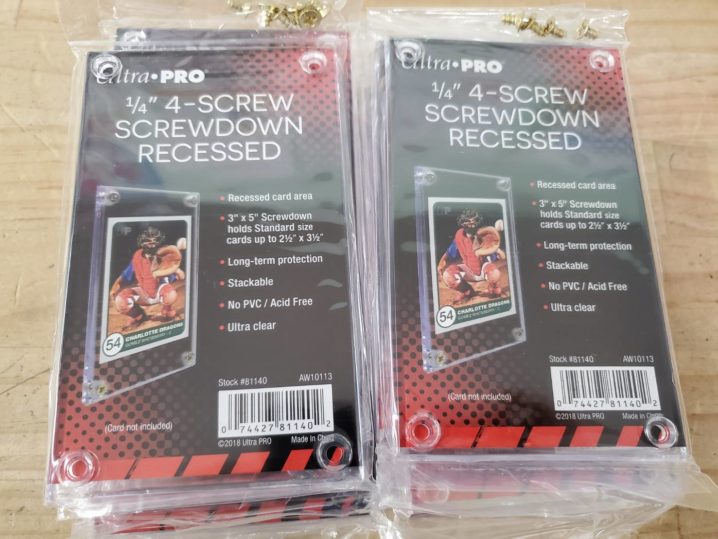 Ultra•PRO
1/4" 4-SCREW
SCREWDOWN
RECESSED
• Recessed card area
• 3" x 5" Screwdown
holds Standard size
cards up to 2½" x 3½"
• Long-term protection
• Stackable
• No PVC / Acid Free
• Ultra clear
54
CHARLOTTE DRAGONS
(Card not included)
Stock #81140 AW10113
0 74427 81140 2
©2018 Ultra PRO Made in China
Ultra•PRO
1/4" 4-SCREW
SCREWDOWN
RECESSED
• Recessed card area
• 3" x 5" Screwdown
holds Standard size
cards up to 2½" x 3½"
• Long-term protection
• Stackable
• No PVC / Acid Free
• Ultra clear
54
CHARLOTTE DRAGONS
(Card not included)
Stock #81140 AW10113
0 74427 81140 2
©2018 Ultra PRO Made in China